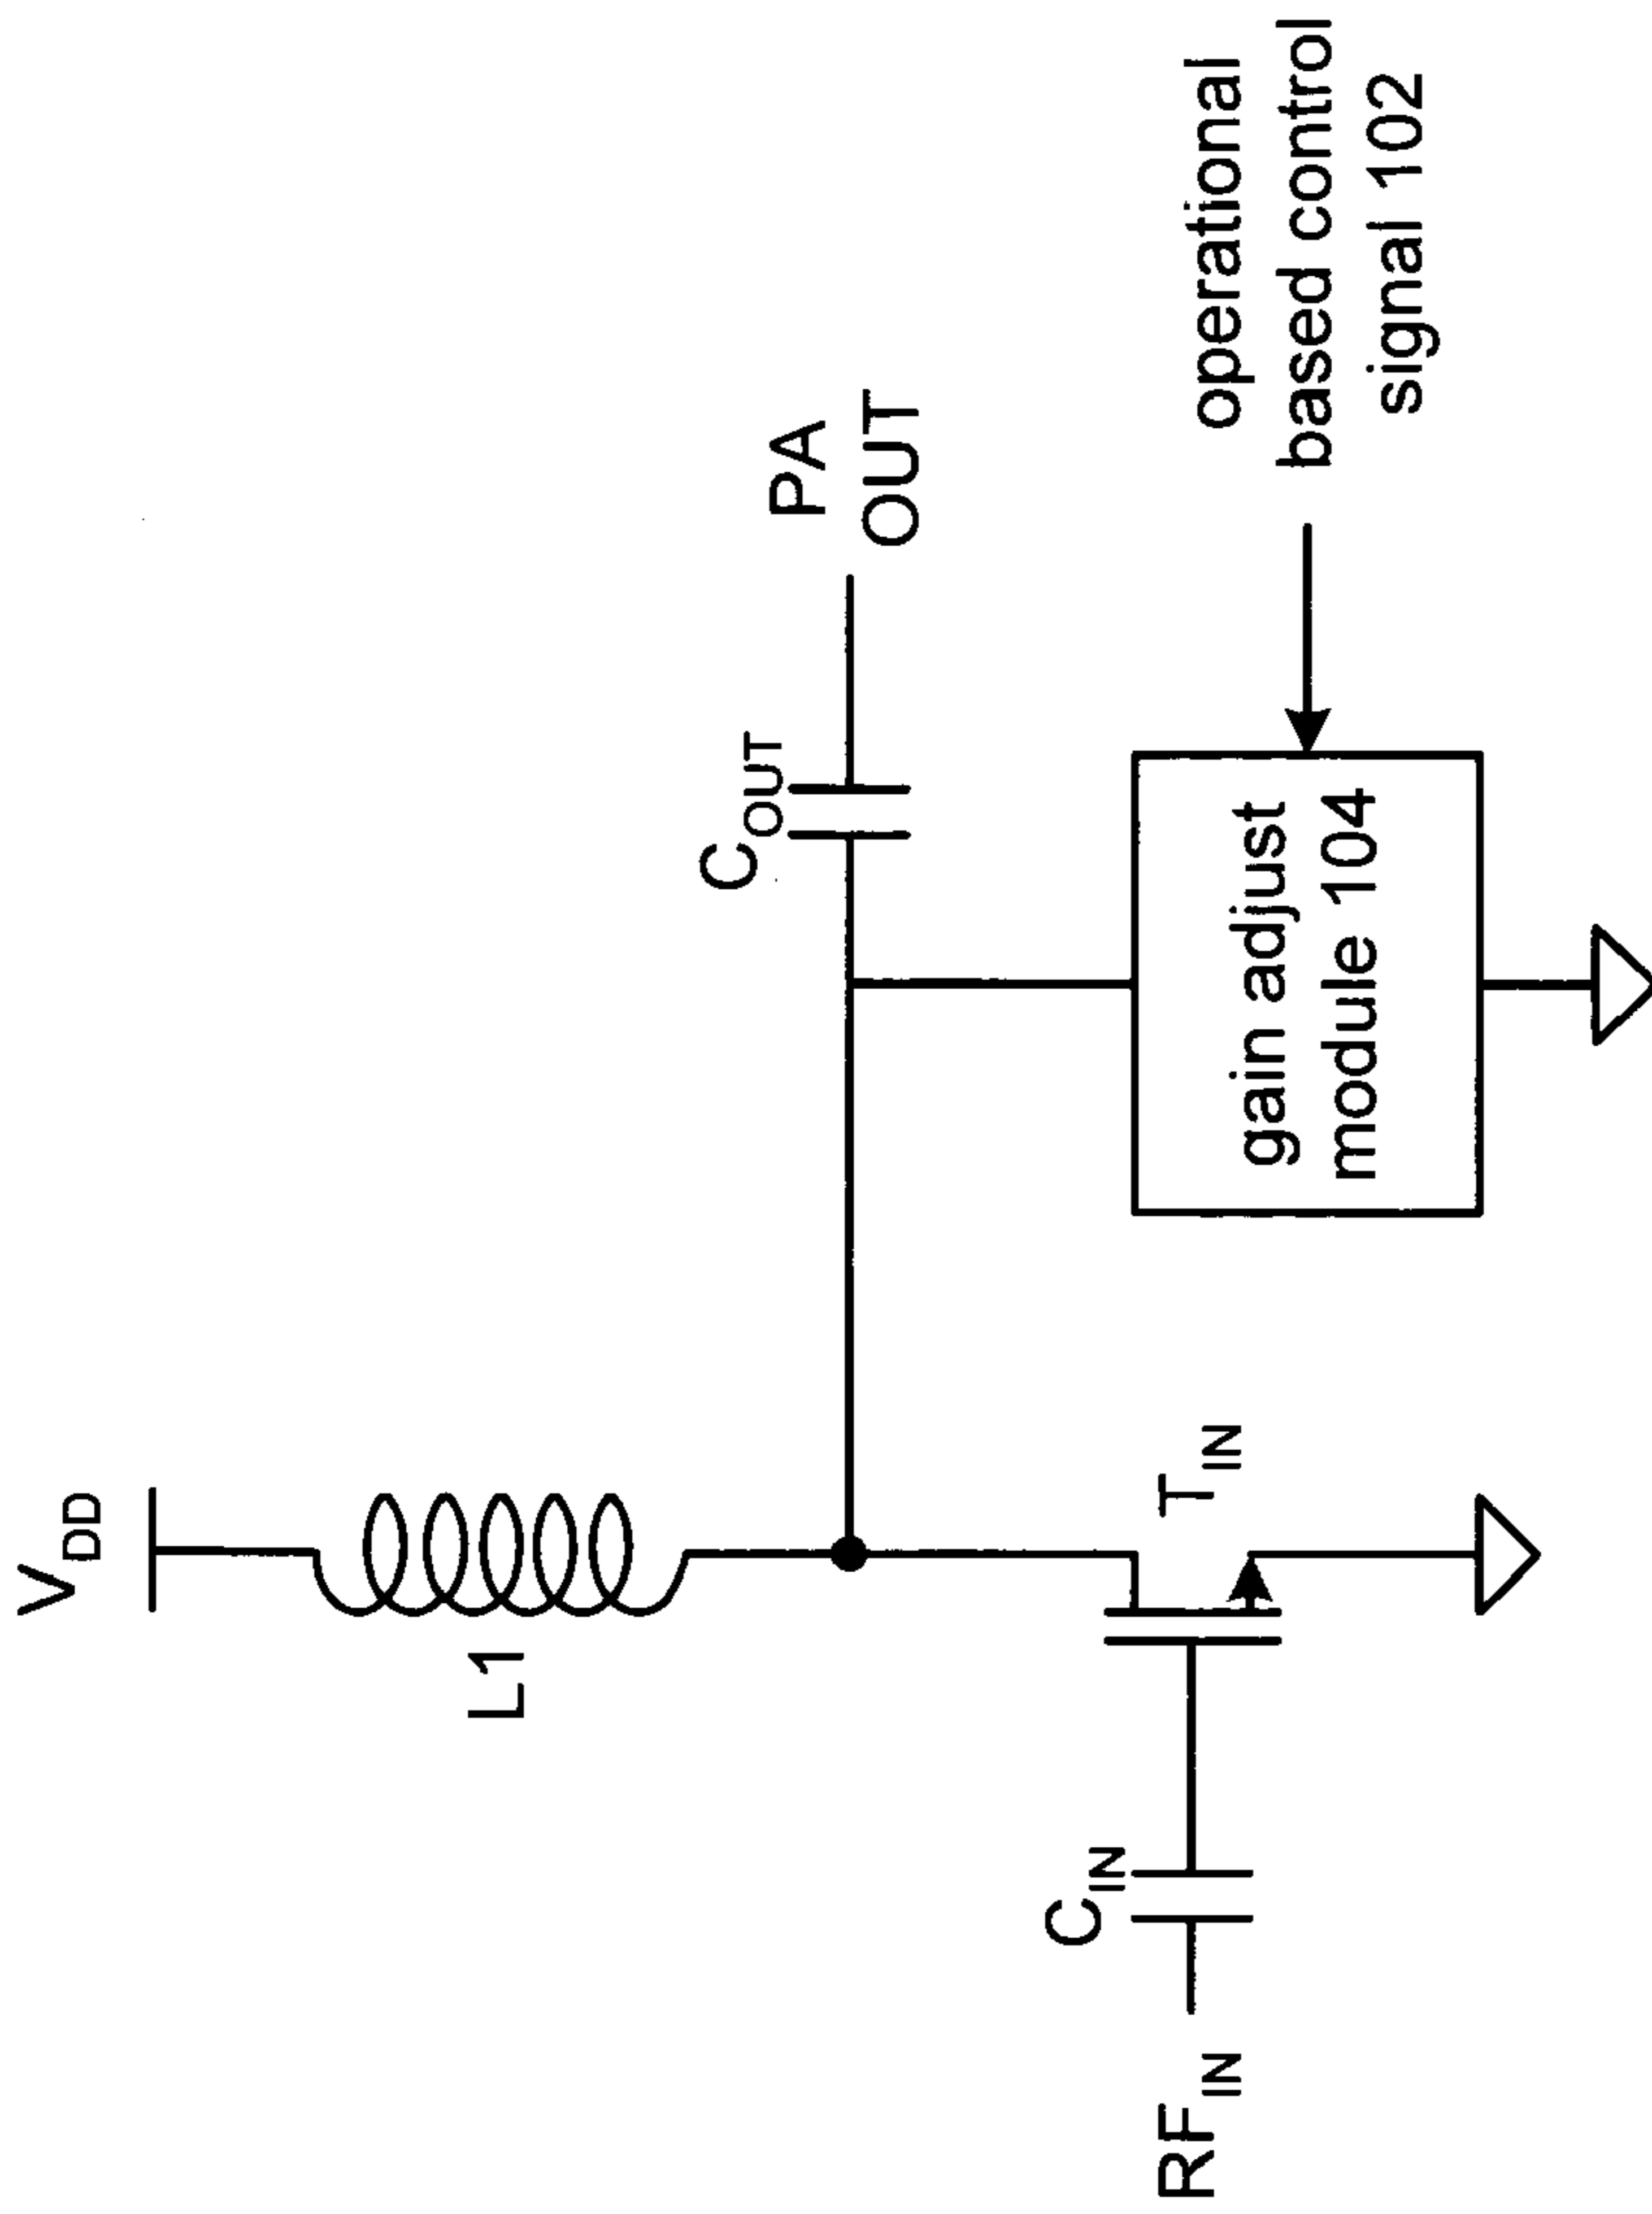 V_DD
L1
C_OUT
PA
OUT
RF_IN
C_IN
T_IN
gain adjust
module 104
operational
based control
signal 102